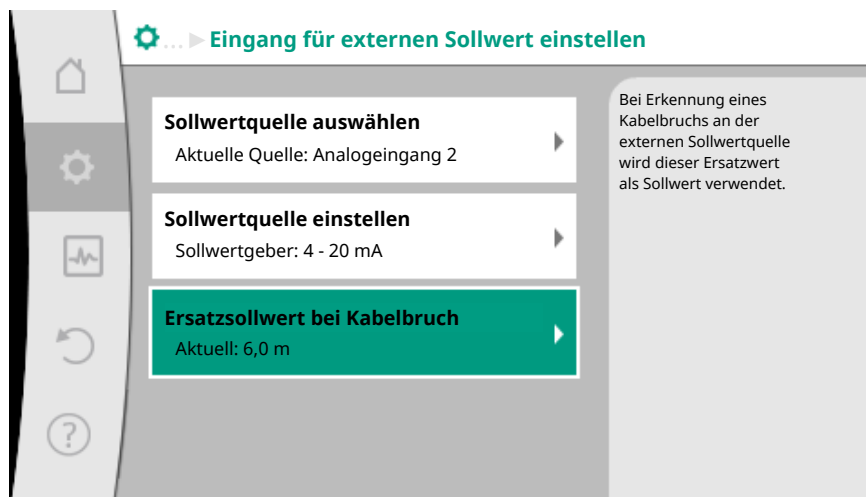 ... Eingang für externen Sollwert einstellen
Sollwertquelle auswählen
Aktuelle Quelle: Analogeingang 2
Sollwertquelle einstellen
Sollwertgeber: 4 - 20 mA
Ersatzsollwert bei Kabelbruch
Aktuell: 6,0 m
Bei Erkennung eines
Kabelbruchs an der
externen Sollwertquelle
wird dieser Ersatzwert
als Sollwert verwendet.
?